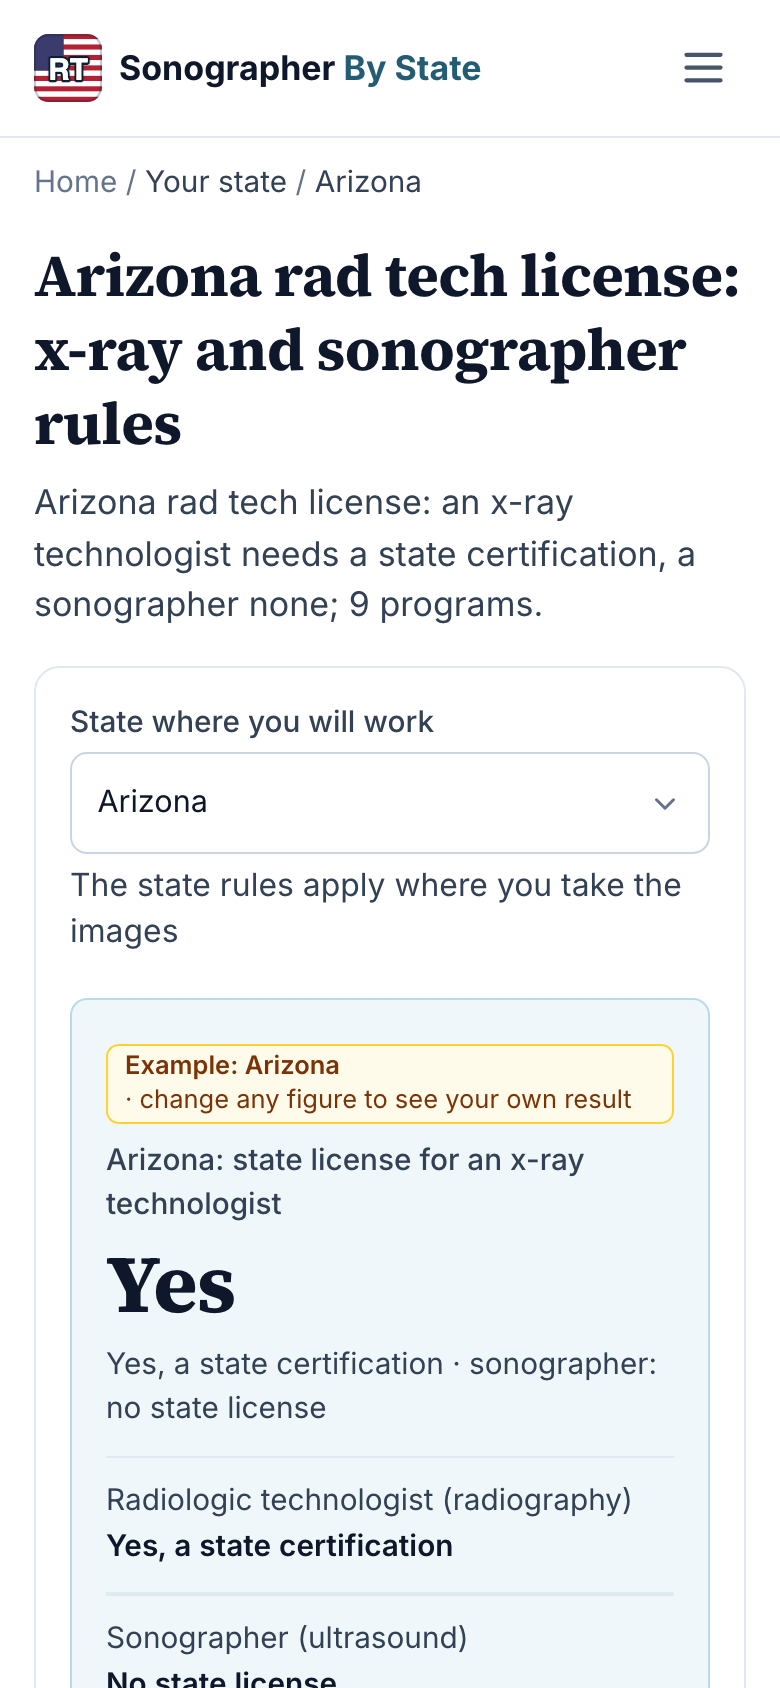 RT
Sonographer By State
Home / Your state / Arizona
Arizona rad tech license:
x-ray and sonographer
rules
Arizona rad tech license: an x-ray
technologist needs a state certification, a
sonographer none; 9 programs.
State where you will work
Arizona
The state rules apply where you take the
images
Example: Arizona
· change any figure to see your own result
Arizona: state license for an x-ray
technologist
Yes
Yes, a state certification · sonographer:
no state license
Radiologic technologist (radiography)
Yes, a state certification
Sonographer (ultrasound)
No state license